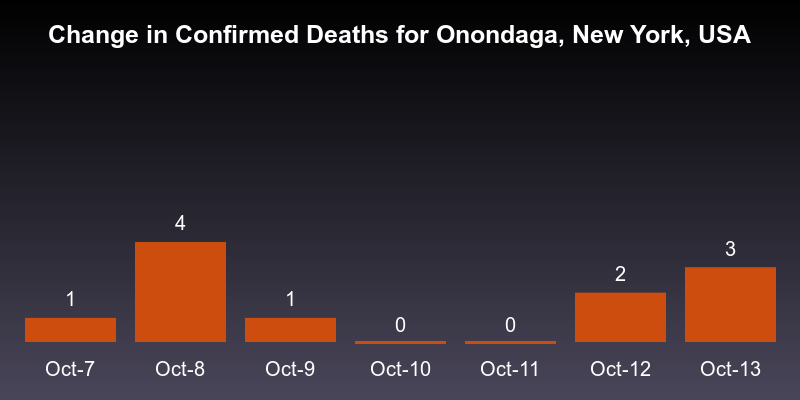 Change in Confirmed Deaths for Onondaga, New York, USA
1
4
1
0
0
2
3
Oct-7
Oct-8
Oct-9
Oct-10
Oct-11
Oct-12
Oct-13